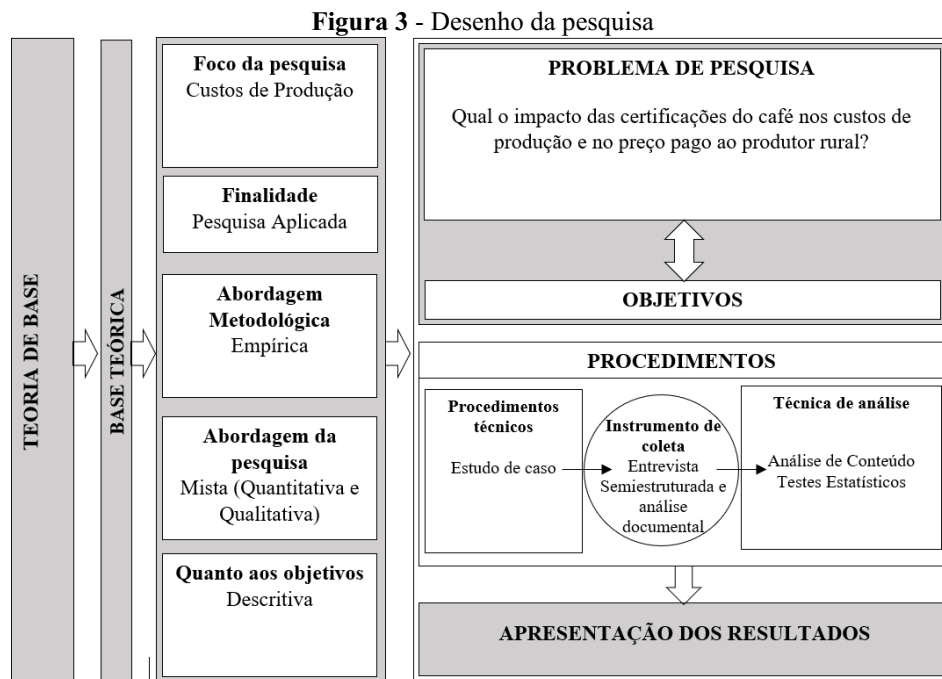 Figura 3 - Desenho da pesquisa
TEORIA DE BASE
BASE TEÓRICA
Foco da pesquisa
Custos de Produção
Finalidade
Pesquisa Aplicada
Abordagem
Metodológica
Empírica
Abordagem da
pesquisa
Mista (Quantitativa e
Qualitativa)
Quanto aos objetivos
Descritiva
PROBLEMA DE PESQUISA
Qual o impacto das certificações do café nos custos de
produção e no preço pago ao produtor rural?
OBJETIVOS
PROCEDIMENTOS
Procedimentos
técnicos
Estudo de caso
Instrumento de
coleta
Entrevista
Semiestruturada e
análise
documental
Técnica de análise
Análise de Conteúdo
Testes Estatísticos
APRESENTAÇÃO DOS RESULTADOS